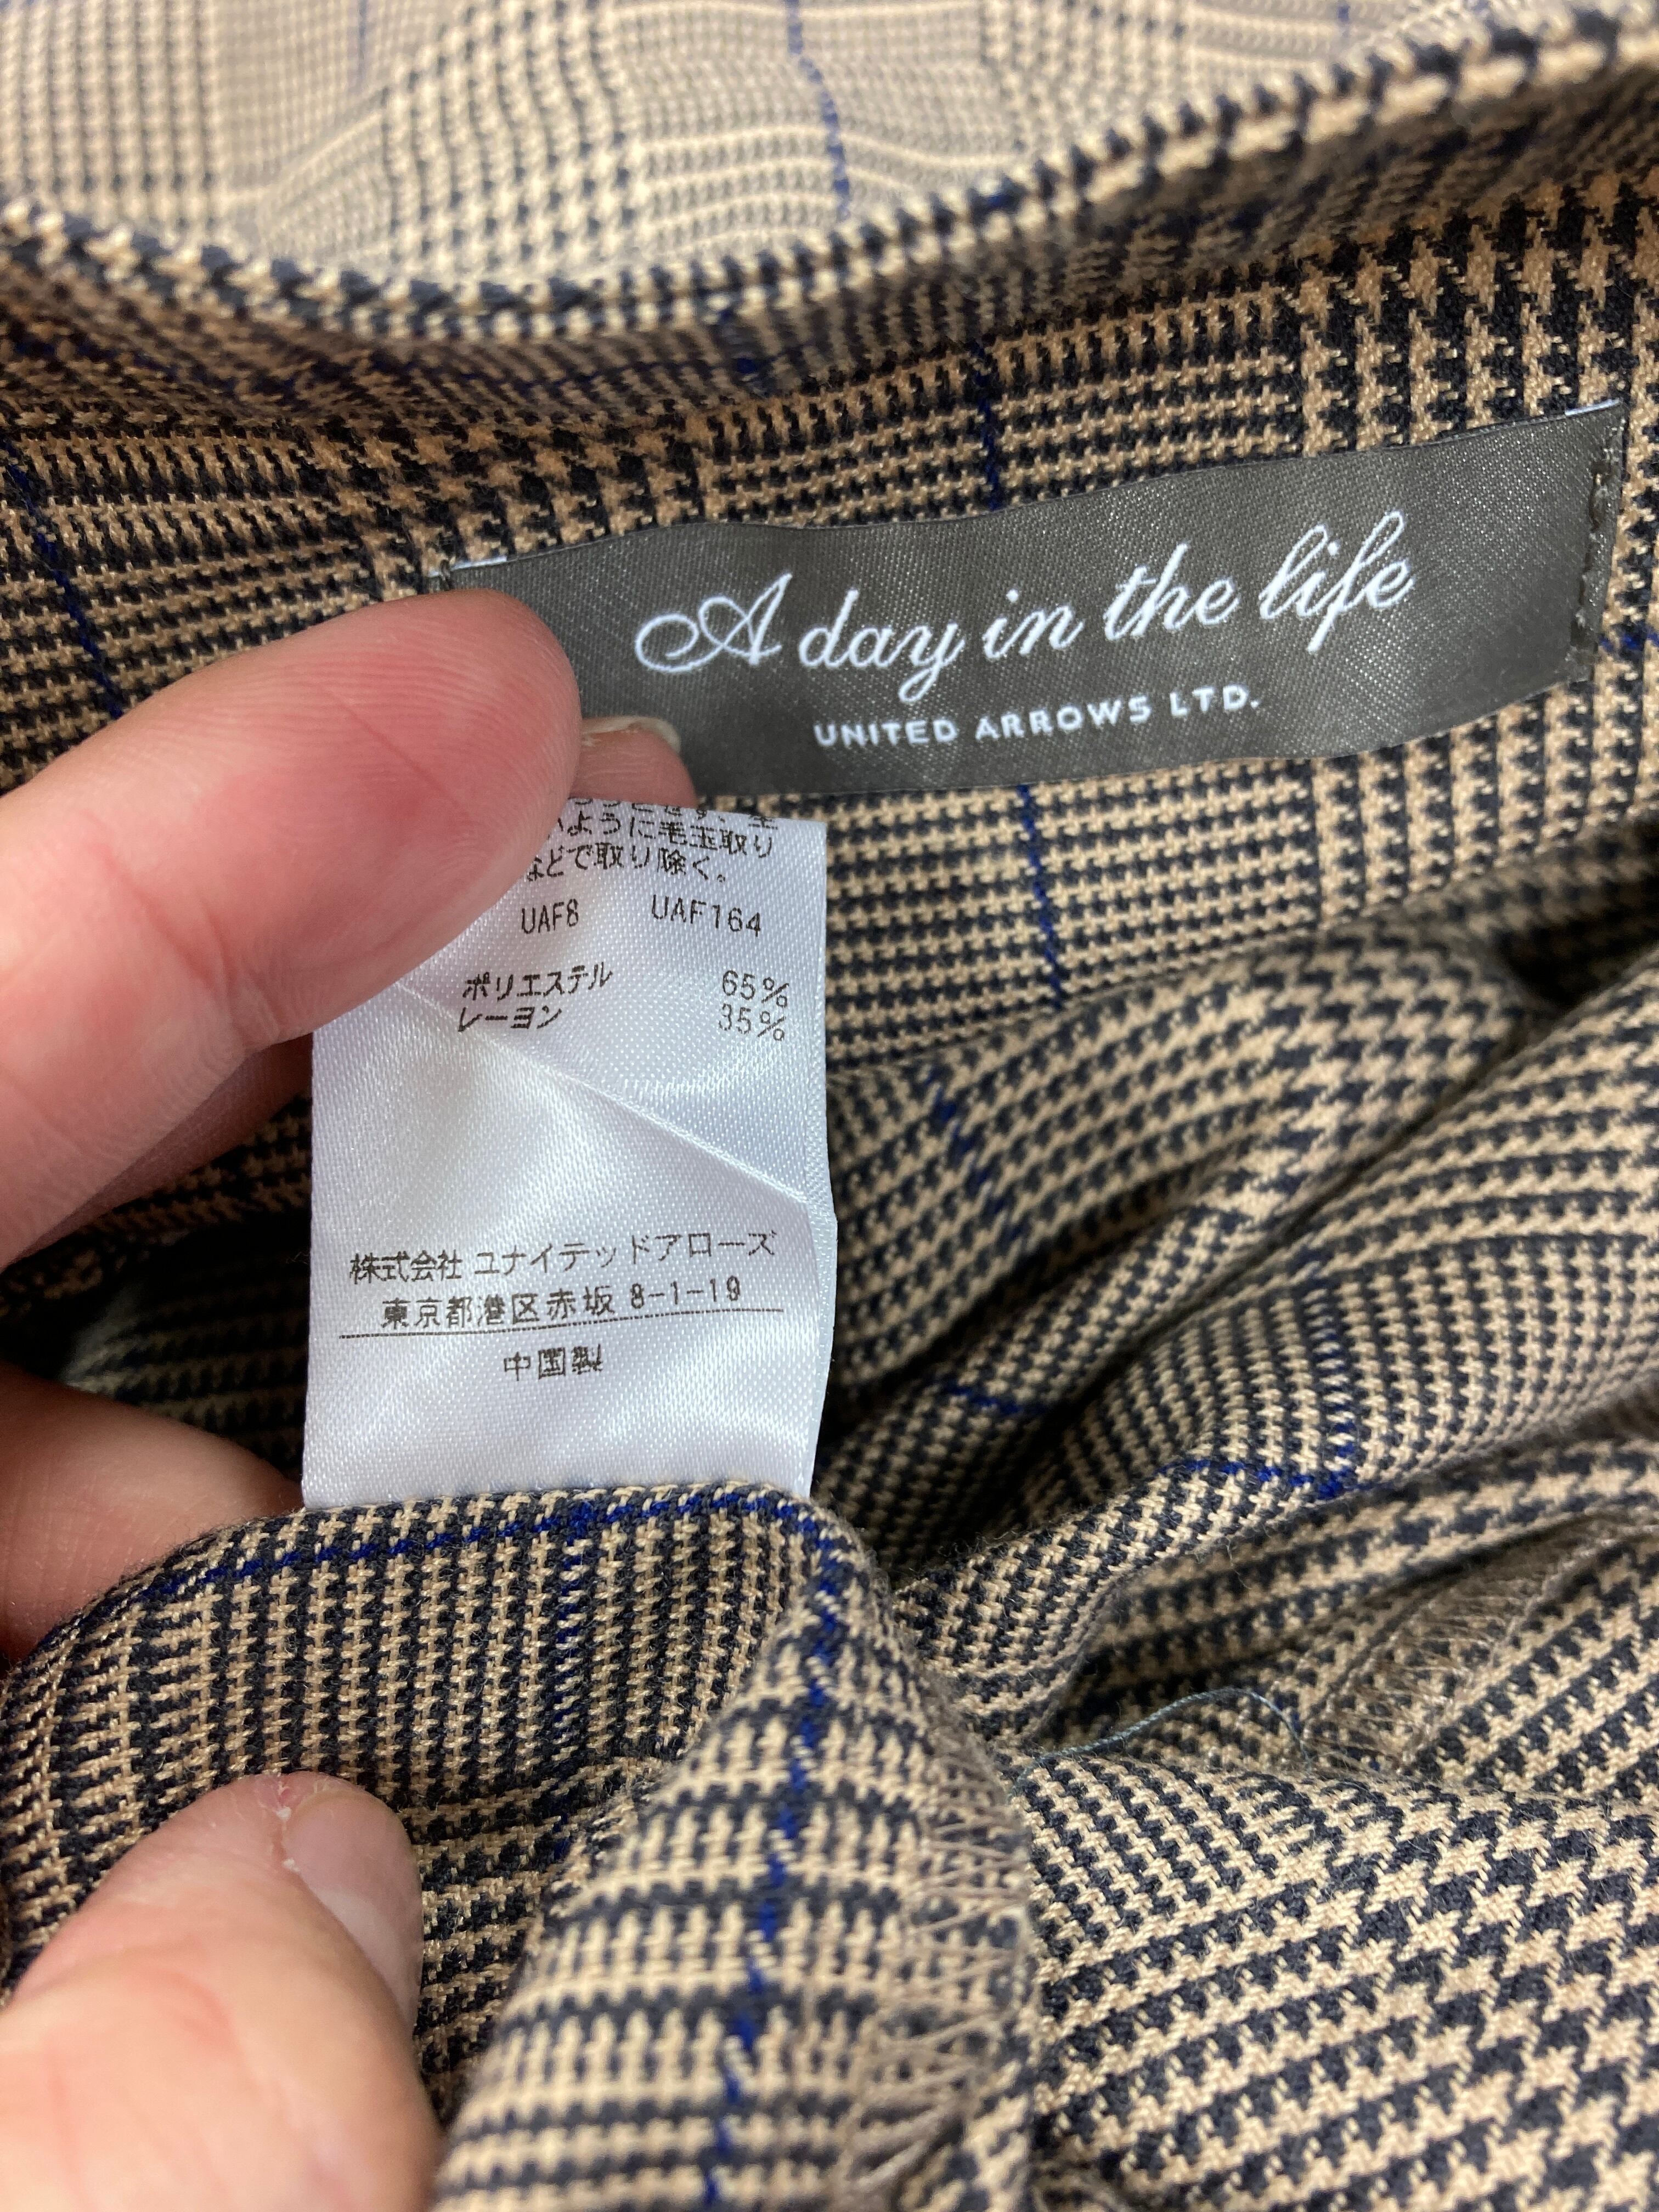 A day in the life
UNITED ARROWS LTD.
ように毛玉取り
などで取り除く。
UAF8 UAF164
ポリエステル 65%
レーヨン 35%
株式会社 ユナイテッドアローズ
東京都港区赤坂 8-1-19
中国製